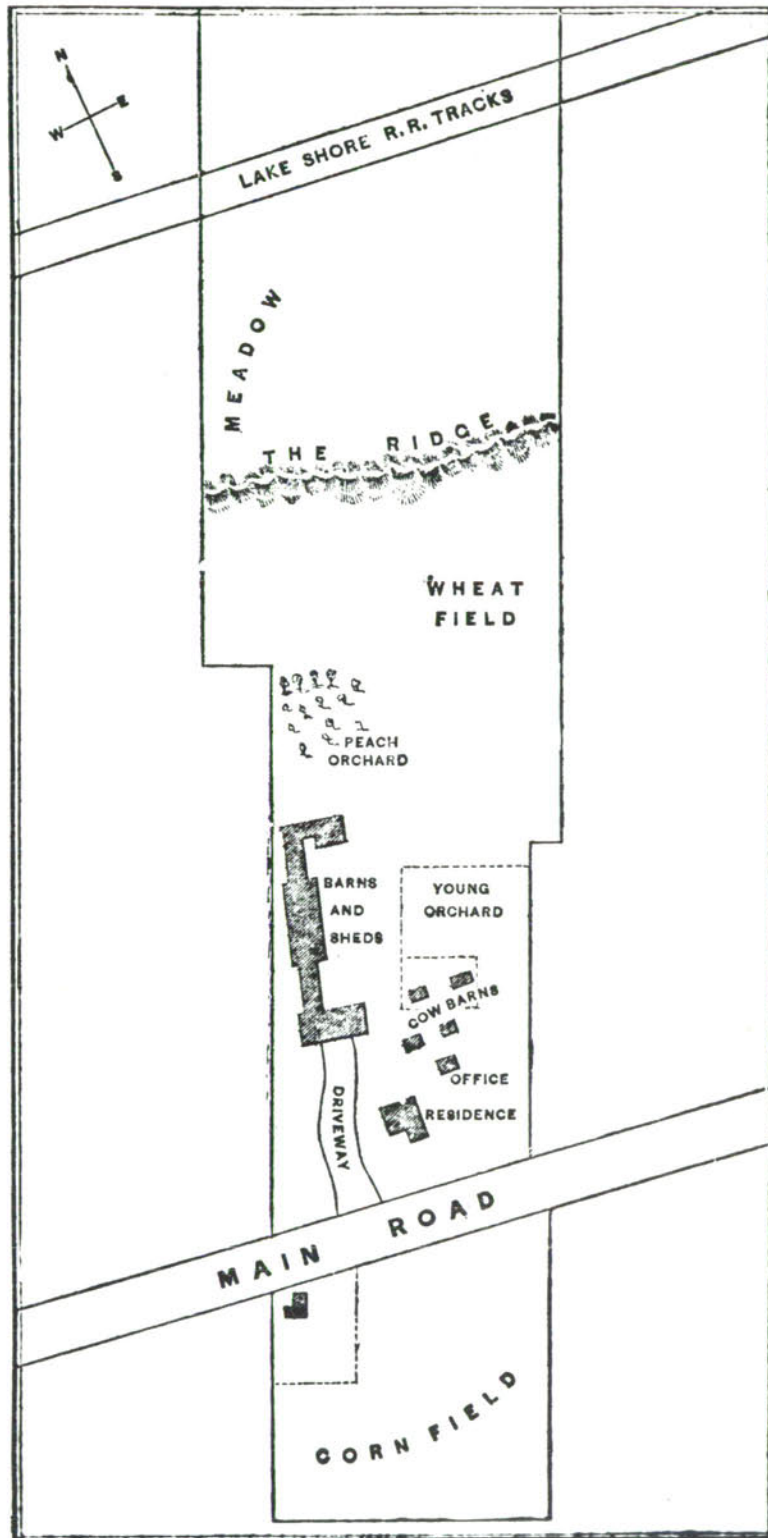 N
E
W
S
LAKE SHORE R.R. TRACKS
MEADOW
THE RIDGE
WHEAT
FIELD
PEACH
ORCHARD
BARNS
AND
SHEDS
YOUNG
ORCHARD
COW BARNS
OFFICE
RESIDENCE
DRIVEWAY
MAIN ROAD
CORN FIELD